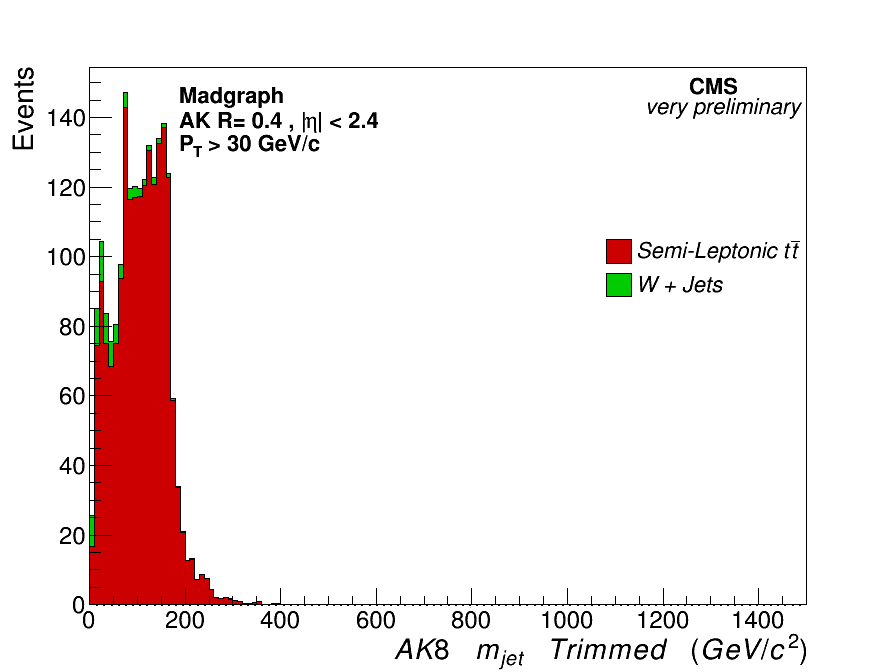 Events
140
120
100
80
60
40
20
0
Madgraph
AK R= 0.4 , |η| < 2.4
P_T > 30 GeV/c
CMS
very preliminary
Semi-Leptonic tt̅
W + Jets
0 200 400 600 800 1000 1200 1400
AK8 m_jet Trimmed (GeV/c²)